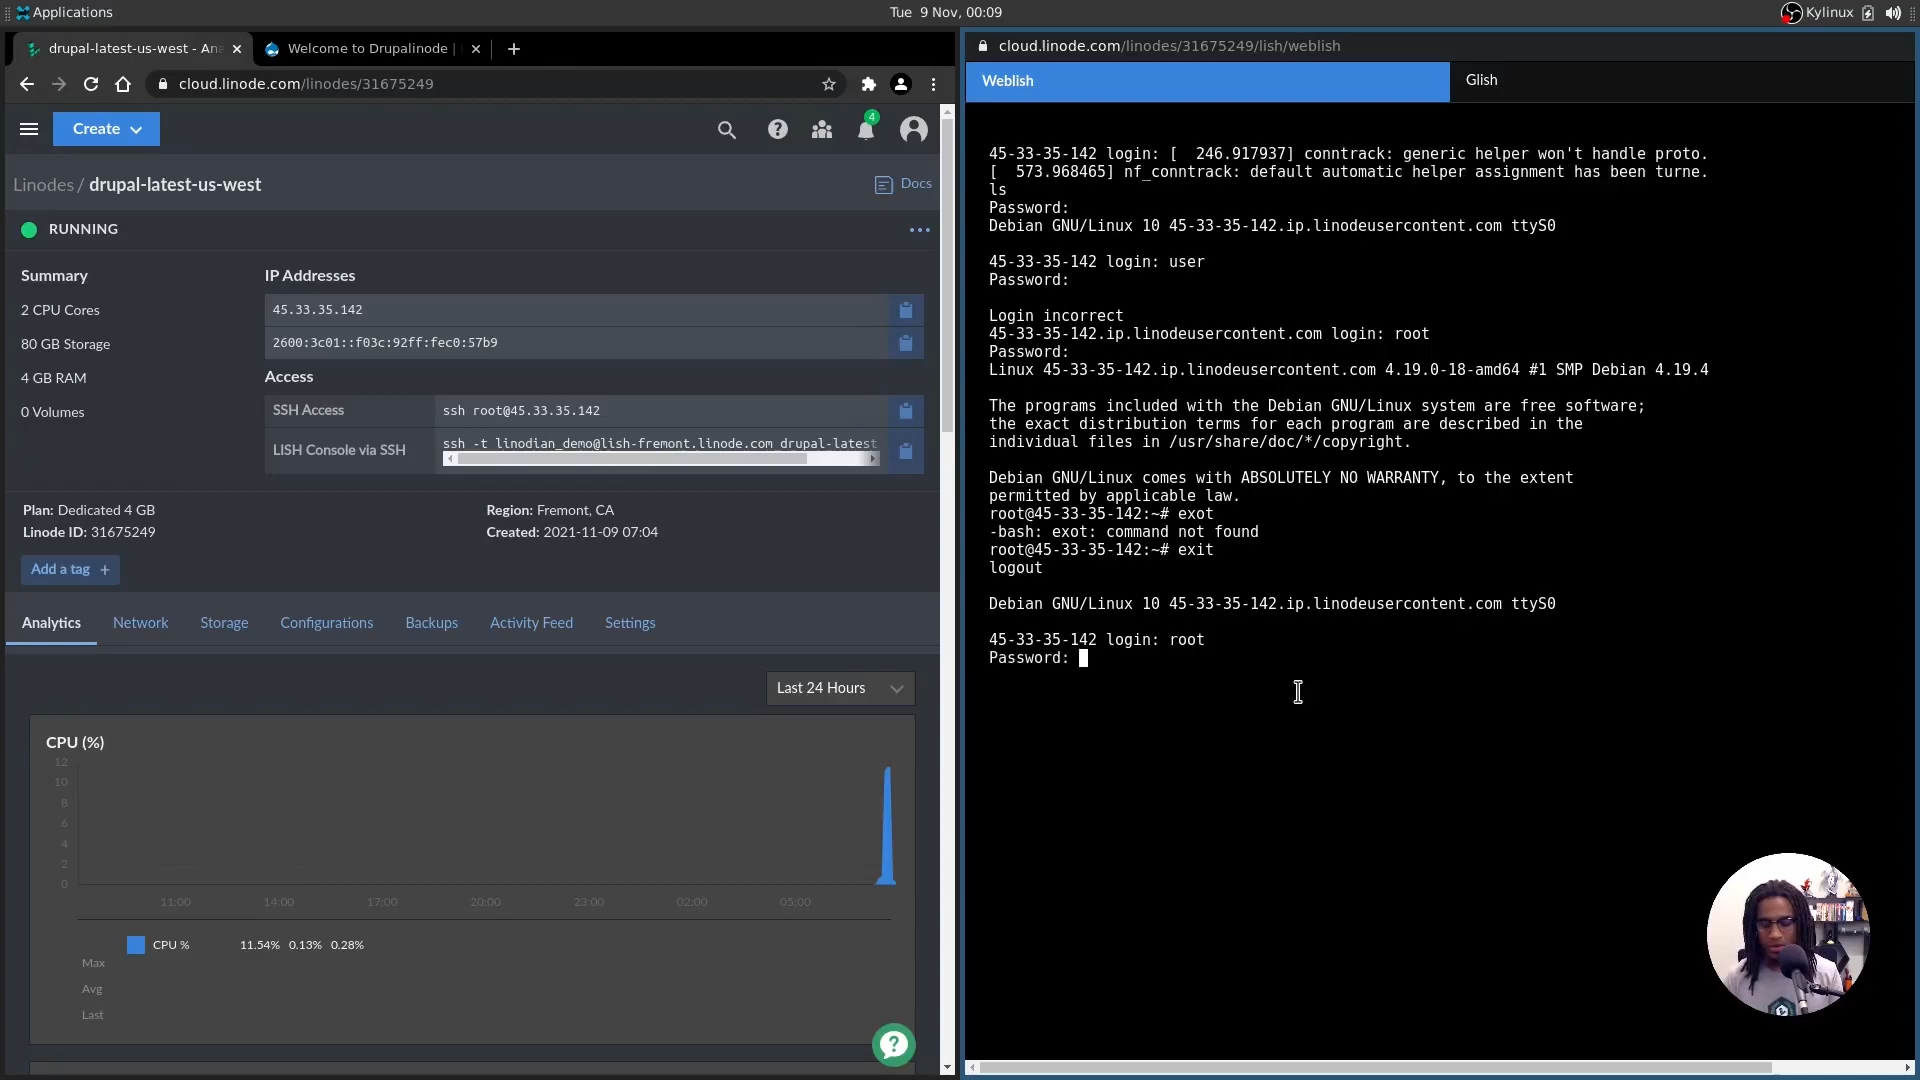 Applications
Tue 9 Nov, 00:09
Kylinux
drupal-latest-us-west - Ana
Welcome to Drupalinode |
cloud.linode.com/linodes/31675249
Create
4
Linodes / drupal-latest-us-west
Docs
RUNNING
Summary
2 CPU Cores
80 GB Storage
4 GB RAM
0 Volumes
IP Addresses
45.33.35.142
2600:3c01::f03c:92ff:fec0:57b9
Access
SSH Access
ssh root@45.33.35.142
LISH Console via SSH
ssh -t linodian_demo@lish-fremont.linode.com drupal-latest
Plan: Dedicated 4 GB
Region: Fremont, CA
Linode ID: 31675249
Created: 2021-11-09 07:04
Add a tag +
Analytics
Network
Storage
Configurations
Backups
Activity Feed
Settings
Last 24 Hours
CPU (%)
12
10
8
6
4
2
0
11:00
14:00
17:00
20:00
23:00
02:00
05:00
CPU %
11.54% 0.13% 0.28%
Max
Avg
Last
cloud.linode.com/linodes/31675249/lish/weblish
Weblish
Glish
45-33-35-142 login: [  246.917937] conntrack: generic helper won't handle proto.
[  573.968465] nf_conntrack: default automatic helper assignment has been turne.
ls
Password:
Debian GNU/Linux 10 45-33-35-142.ip.linodeusercontent.com ttyS0
45-33-35-142 login: user
Password:
Login incorrect
45-33-35-142.ip.linodeusercontent.com login: root
Password:
Linux 45-33-35-142.ip.linodeusercontent.com 4.19.0-18-amd64 #1 SMP Debian 4.19.4
The programs included with the Debian GNU/Linux system are free software;
the exact distribution terms for each program are described in the
individual files in /usr/share/doc/*/copyright.
Debian GNU/Linux comes with ABSOLUTELY NO WARRANTY, to the extent
permitted by applicable law.
root@45-33-35-142:~# exot
-bash: exot: command not found
root@45-33-35-142:~# exit
logout
Debian GNU/Linux 10 45-33-35-142.ip.linodeusercontent.com ttyS0
45-33-35-142 login: root
Password: